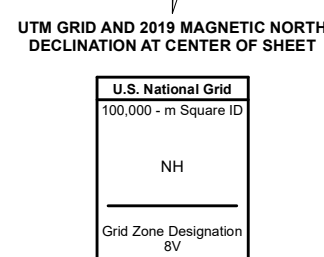 UTM GRID AND 2019 MAGNETIC NORTH
DECLINATION AT CENTER OF SHEET
U.S. National Grid
100,000 - m Square ID
NH
Grid Zone Designation
8V